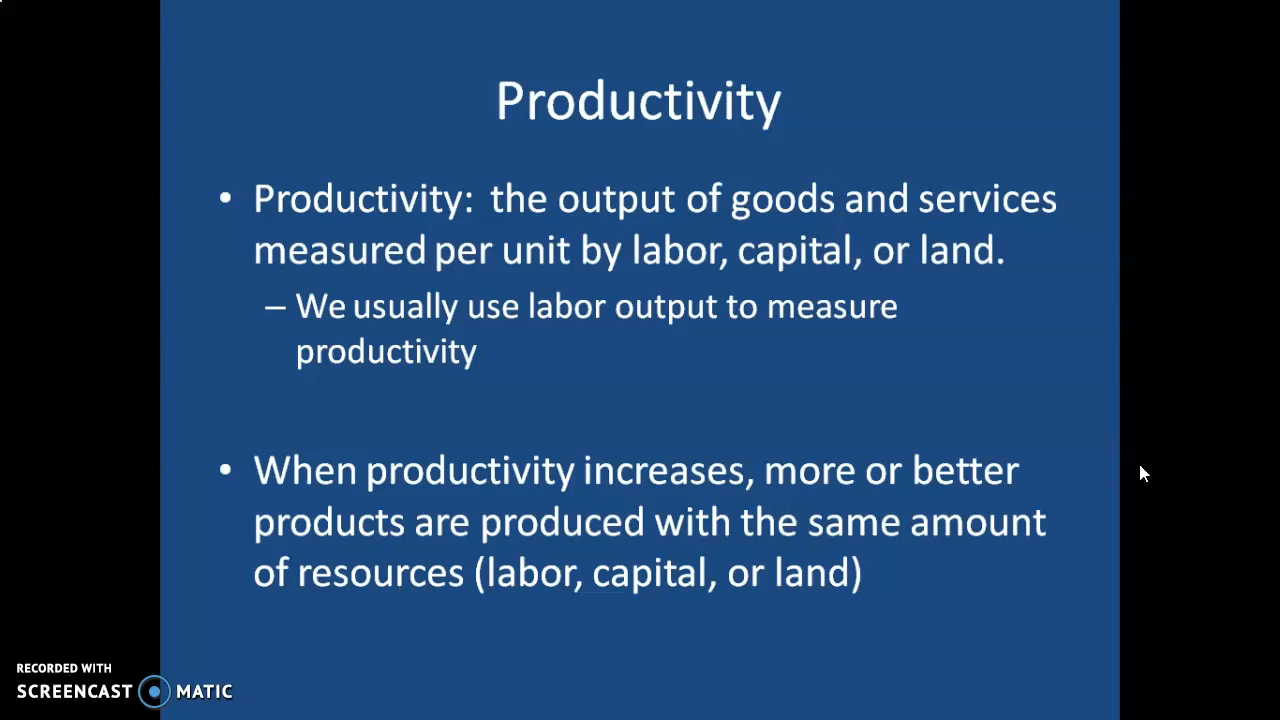 Productivity
• Productivity: the output of goods and services
measured per unit by labor, capital, or land.
– We usually use labor output to measure
productivity
• When productivity increases, more or better
products are produced with the same amount
of resources (labor, capital, or land)
RECORDED WITH
SCREENCAST MATIC